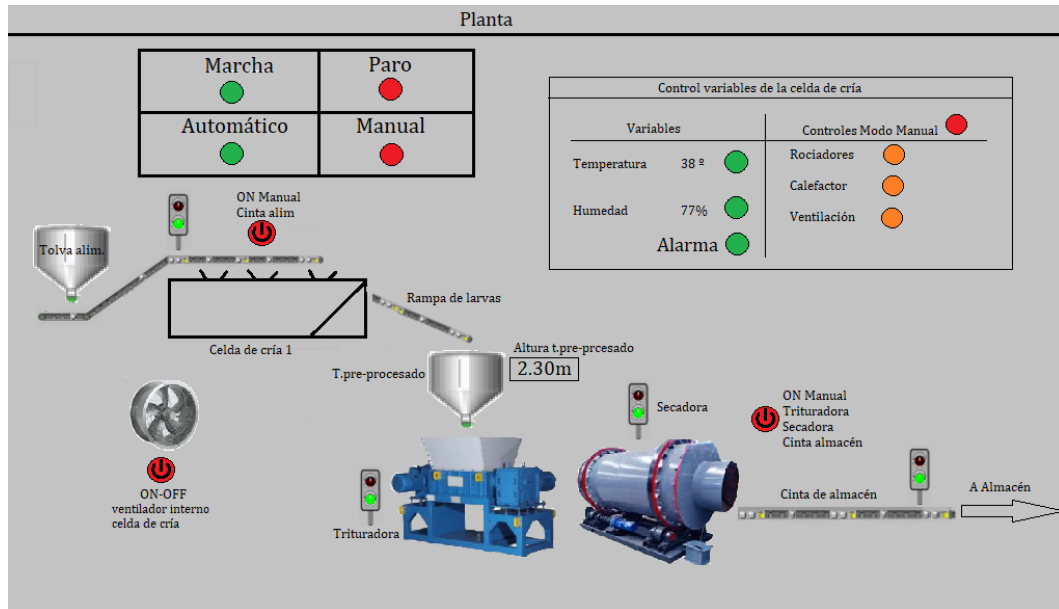 Planta
Marcha
Paro
Automático
Manual
Control variables de la celda de cría
Variables
Controles Modo Manual
Temperatura 38 º
Humedad 77%
Alarma
Rociadores
Calefactor
Ventilación
ON Manual
Cinta alim
Tolva alim.
Rampa de larvas
Celda de cría 1
T.pre-procesado
Altura t.pre-prcesado
2.30m
Secadora
ON Manual
Trituradora
Secadora
Cinta almacén
ON-OFF
ventilador interno
celda de cría
Trituradora
Cinta de almacén
A Almacén